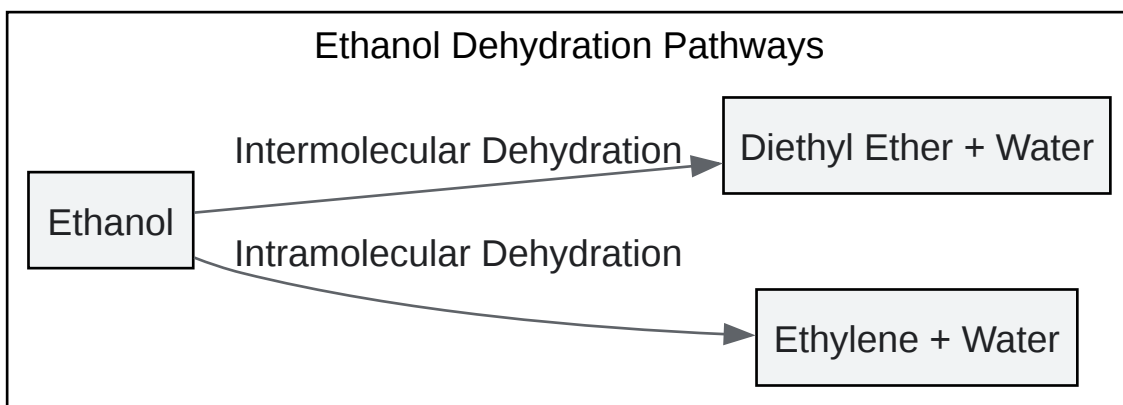 Ethanol Dehydration Pathways
Intermolecular Dehydration
Diethyl Ether + Water
Ethanol
Intramolecular Dehydration
Ethylene + Water